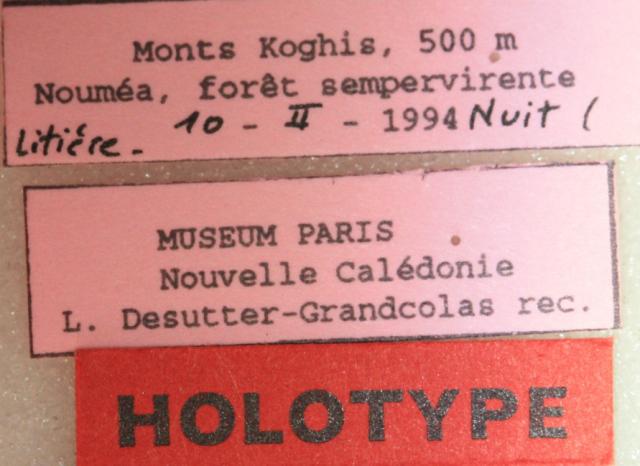 Monts Koghis, 500 m
Nouméa, forêt sempervirente
10 - II - 1994 Nuit (
Litière.
MUSEUM PARIS
Nouvelle Calédonie
L. Desutter-Grandcolas rec.
HOLOTYPE